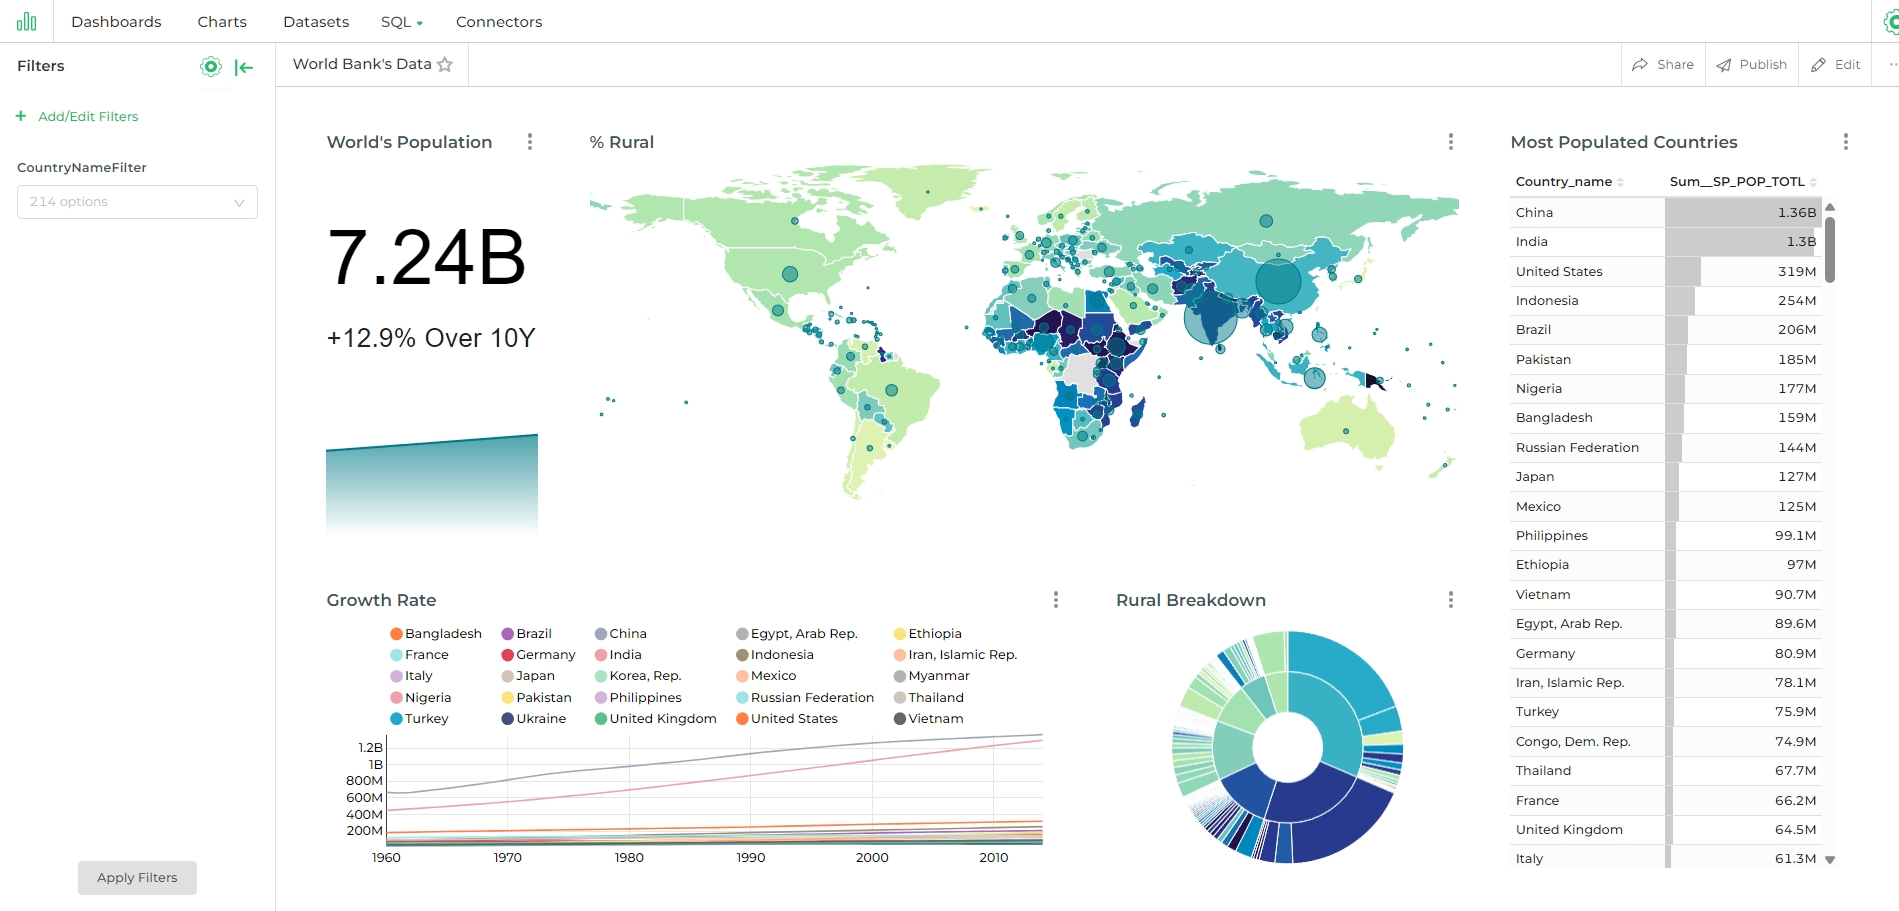 Dashboards Charts Datasets SQL Connectors
Filters
World Bank's Data
Share Publish Edit
Add/Edit Filters
CountryNameFilter
214 options
Apply Filters
World's Population
7.24B
+12.9% Over 10Y
% Rural
Growth Rate
Bangladesh Brazil China Egypt, Arab Rep. Ethiopia
France Germany India Indonesia Iran, Islamic Rep.
Italy Japan Korea, Rep. Mexico Myanmar
Nigeria Pakistan Philippines Russian Federation Thailand
Turkey Ukraine United Kingdom United States Vietnam
1.2B
1B
800M
600M
400M
200M
1960 1970 1980 1990 2000 2010
Rural Breakdown
Most Populated Countries
Country_name Sum__SP_POP_TOTL
China 1.36B
India 1.3B
United States 319M
Indonesia 254M
Brazil 206M
Pakistan 185M
Nigeria 177M
Bangladesh 159M
Russian Federation 144M
Japan 127M
Mexico 125M
Philippines 99.1M
Ethiopia 97M
Vietnam 90.7M
Egypt, Arab Rep. 89.6M
Germany 80.9M
Iran, Islamic Rep. 78.1M
Turkey 75.9M
Congo, Dem. Rep. 74.9M
Thailand 67.7M
France 66.2M
United Kingdom 64.5M
Italy 61.3M